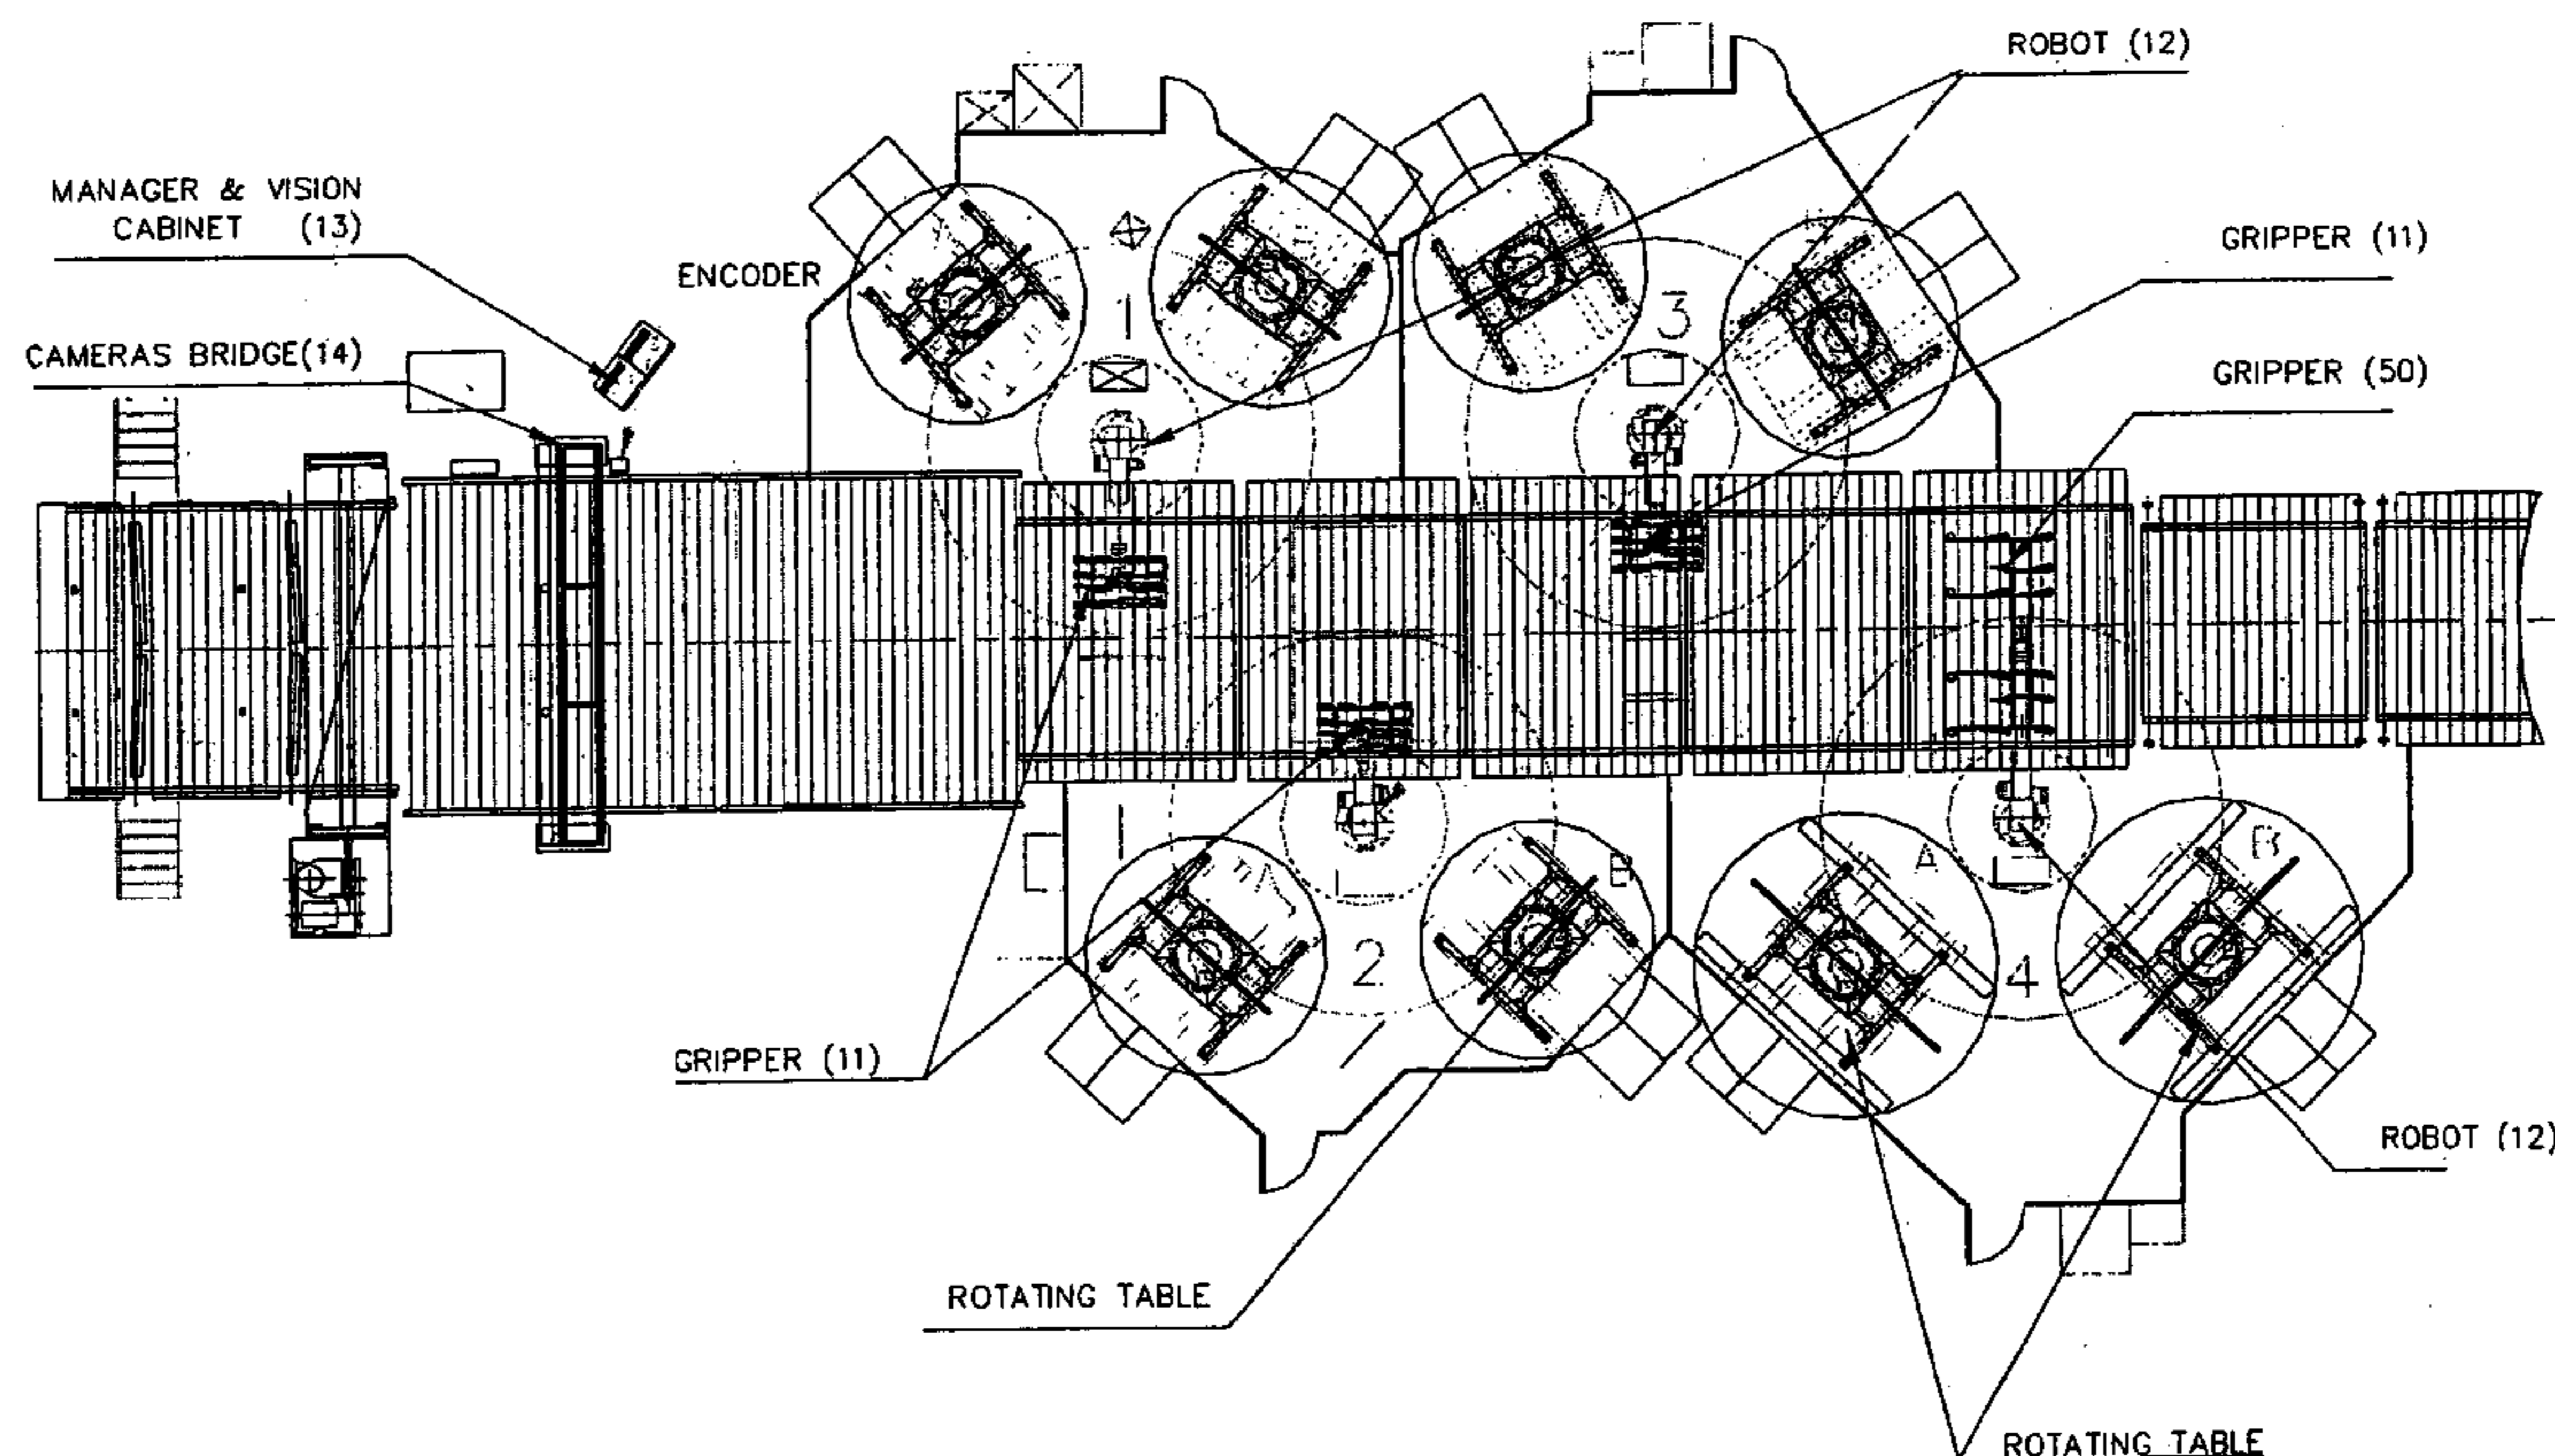 ROBOT (12)
MANAGER & VISION
CABINET (13)
GRIPPER (11)
ENCODER
1
3
CAMERAS BRIDGE(14)
GRIPPER (50)
A
B
B
2
4
GRIPPER (11)
ROBOT (12)
ROTATING TABLE
ROTATING TABLE